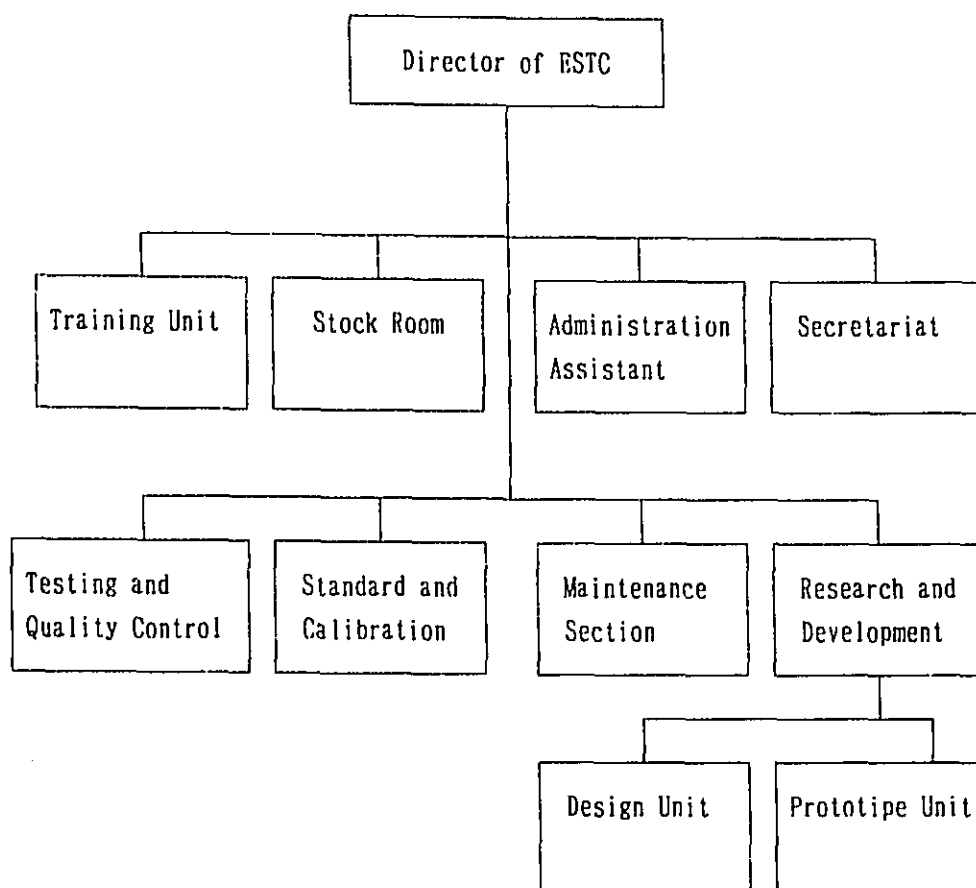 Director of ESTC
Training Unit
Stock Room
Administration
Assistant
Secretariat
Testing and
Quality Control
Standard and
Calibration
Maintenance
Section
Research and
Development
Design Unit
Prototipe Unit